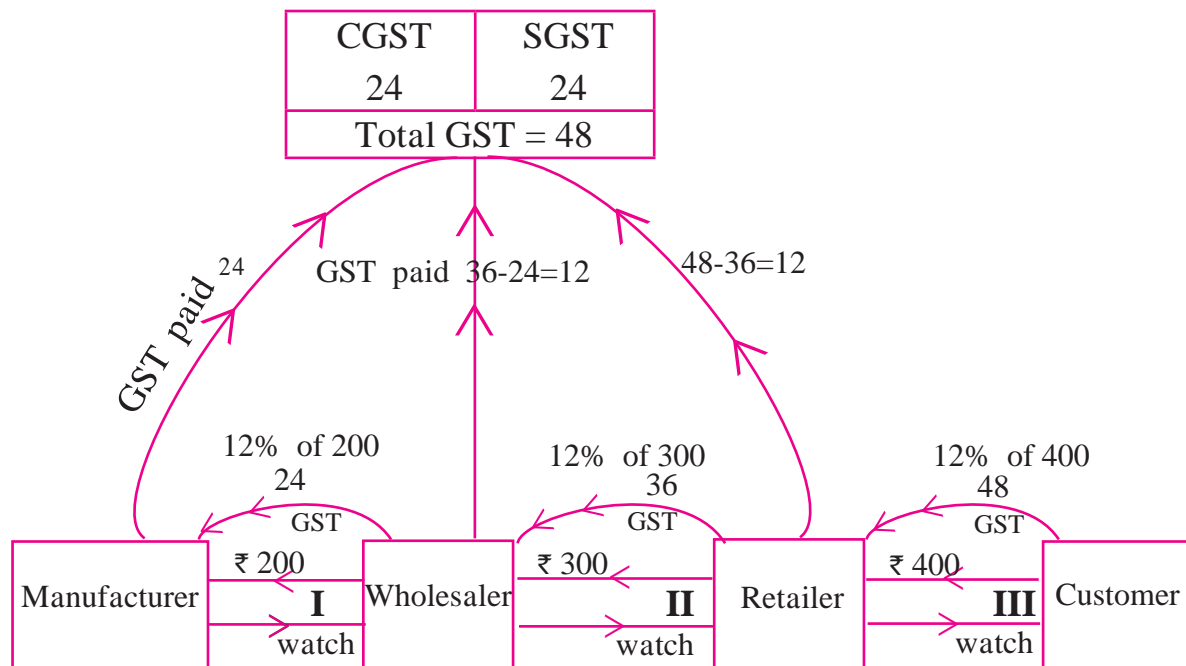 CGST SGST
24 24
Total GST = 48
GST paid 24
GST paid 36-24=12
48-36=12
12% of 200
24
GST
12% of 300
36
GST
12% of 400
48
GST
₹ 200
₹ 300
₹ 400
Manufacturer
I
Wholesaler
II
Retailer
III
Customer
watch
watch
watch